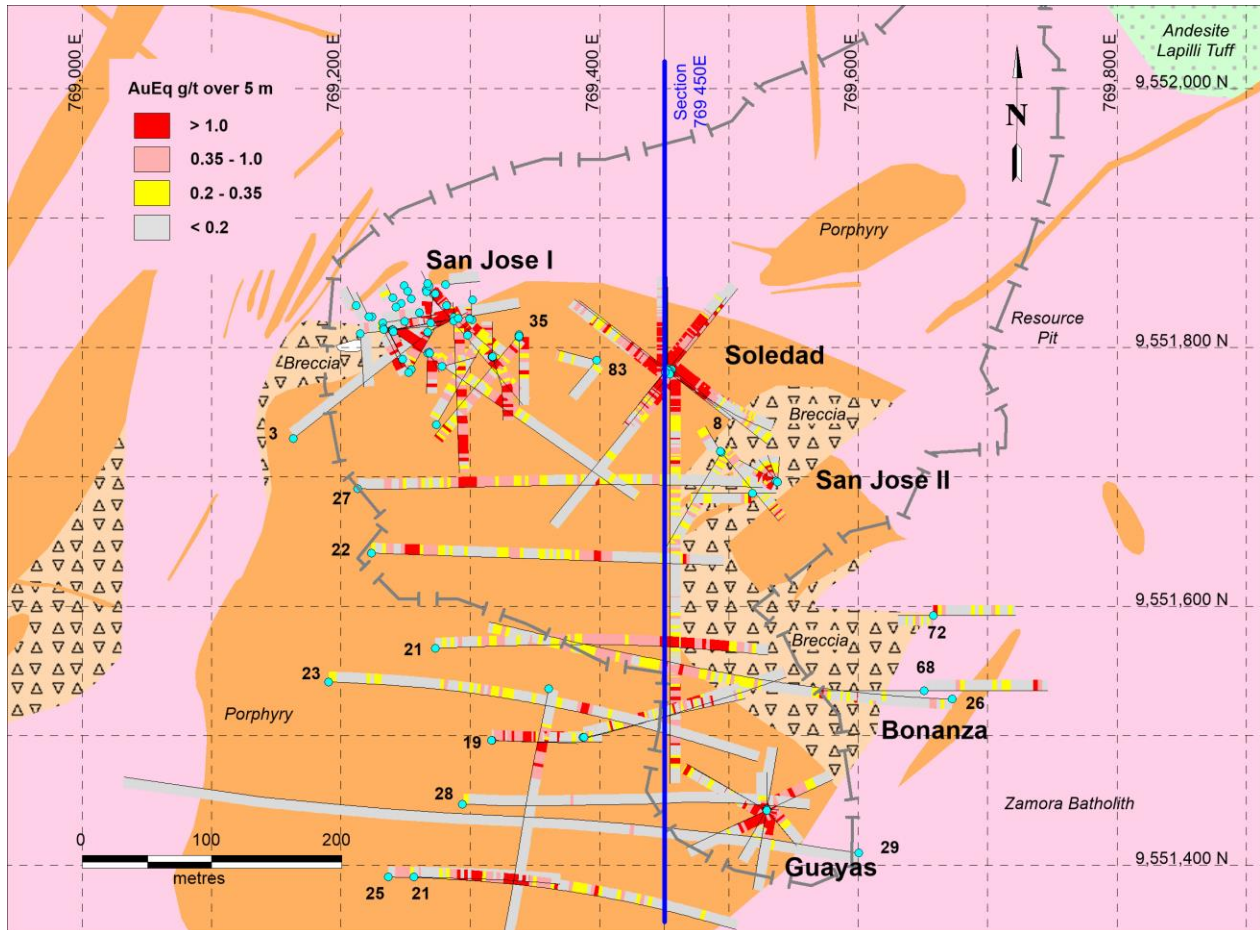 769,000 E
769,200 E
769,400 E
769,600 E
769,800 E
Andesite
Lapilli Tuff
9,552,000 N
AuEq g/t over 5 m
> 1.0
0.35 - 1.0
0.2 - 0.35
< 0.2
Section
769 450E
N
Porphyry
San Jose I
Resource
Pit
35
Breccia
Soledad
9,551,800 N
83
Breccia
8
3
San Jose II
27
22
9,551,600 N
72
Breccia
21
23
68
26
Porphyry
19
Bonanza
28
Zamora Batholith
0
100
200
metres
29
Guayas
9,551,400 N
25
21